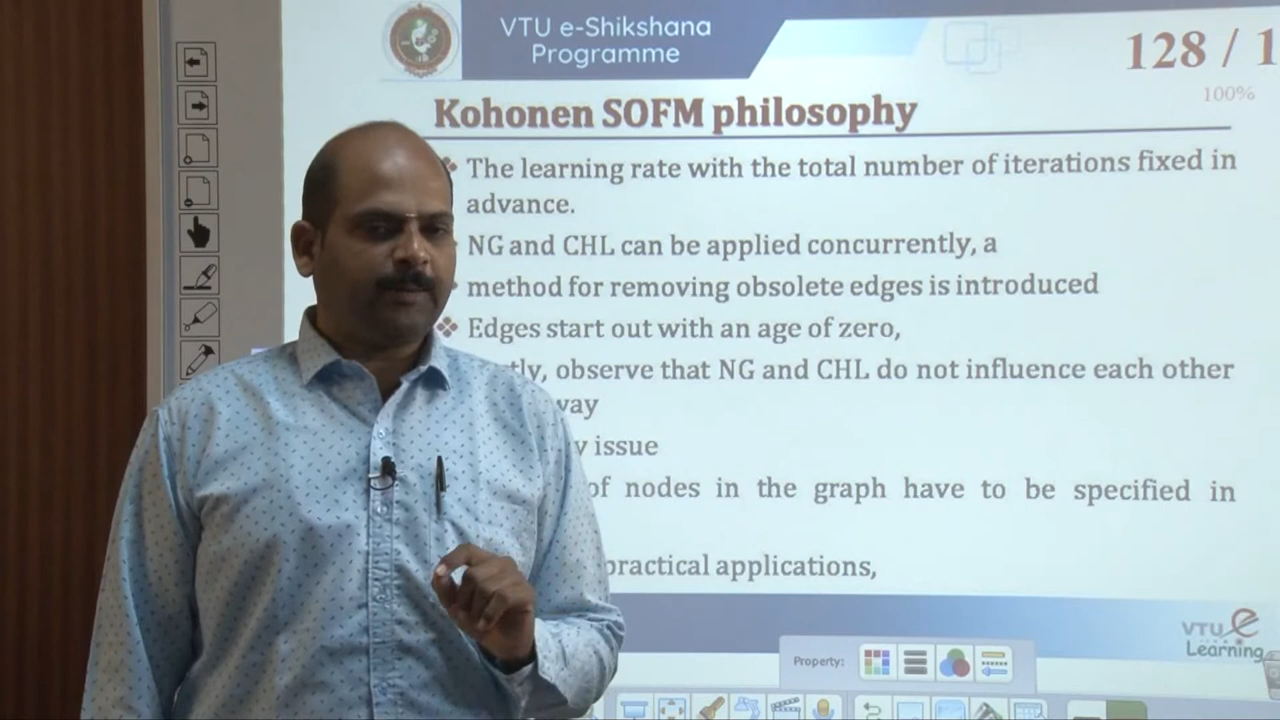 VTU e-Shikshana
Programme
128 / 1
100%
Kohonen SOFM philosophy
The learning rate with the total number of iterations fixed in
advance.
NG and CHL can be applied concurrently, a
method for removing obsolete edges is introduced
Edges start out with an age of zero,
observe that NG and CHL do not influence each other
issue
of nodes in the graph have to be specified in
practical applications,
VTU e
Learning
Property: